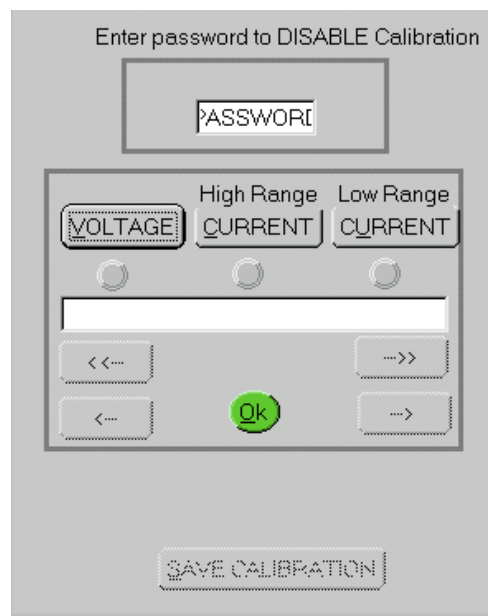 Enter password to DISABLE Calibration
PASSWORD
High Range Low Range
VOLTAGE CURRENT CURRENT
<<--- --->>
<--- Ok --->
SAVE CALIBRATION